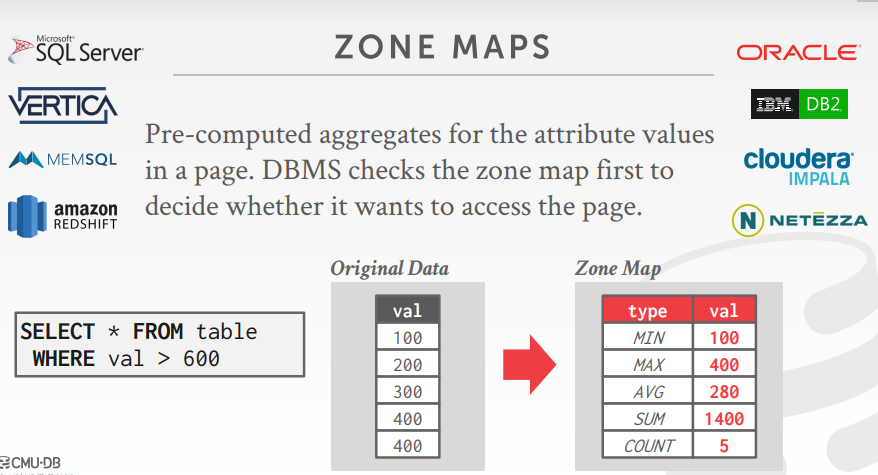 ZONE MAPS
Microsoft®
SQL Server®
VERTICA
MEMSQL
amazon
REDSHIFT
ORACLE®
IBM DB2
cloudera®
IMPALA
N NETEZZA
Pre-computed aggregates for the attribute values
in a page. DBMS checks the zone map first to
decide whether it wants to access the page.
SELECT * FROM table
WHERE val > 600
Original Data
val
100
200
300
400
400
Zone Map
type val
MIN 100
MAX 400
AVG 280
SUM 1400
COUNT 5
CMU·DB